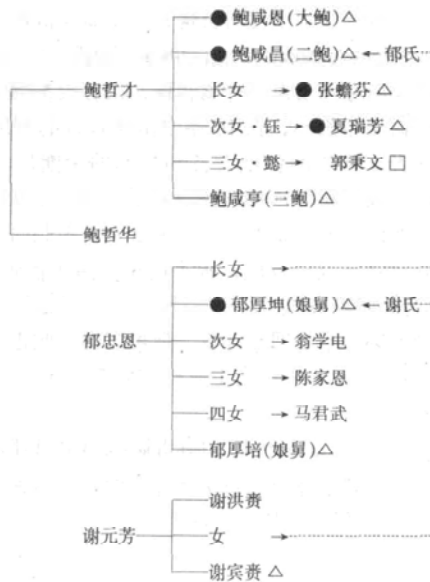 ● 鲍咸恩(大鲍)△
● 鲍咸昌(二鲍)△ ← 郁氏
鲍哲才 长女 → ● 张蟾芬 △
次女·钰 → ● 夏瑞芳 △
三女·懿 → 郭秉文 □
鲍咸亨(三鲍)△
鲍哲华
长女 →
● 郁厚坤(娘舅)△ ← 谢氏
郁忠恩 次女 → 翁学电
三女 → 陈家恩
四女 → 马君武
郁厚培(娘舅)△
谢洪赉
谢元芳 女 →
谢宾赉 △